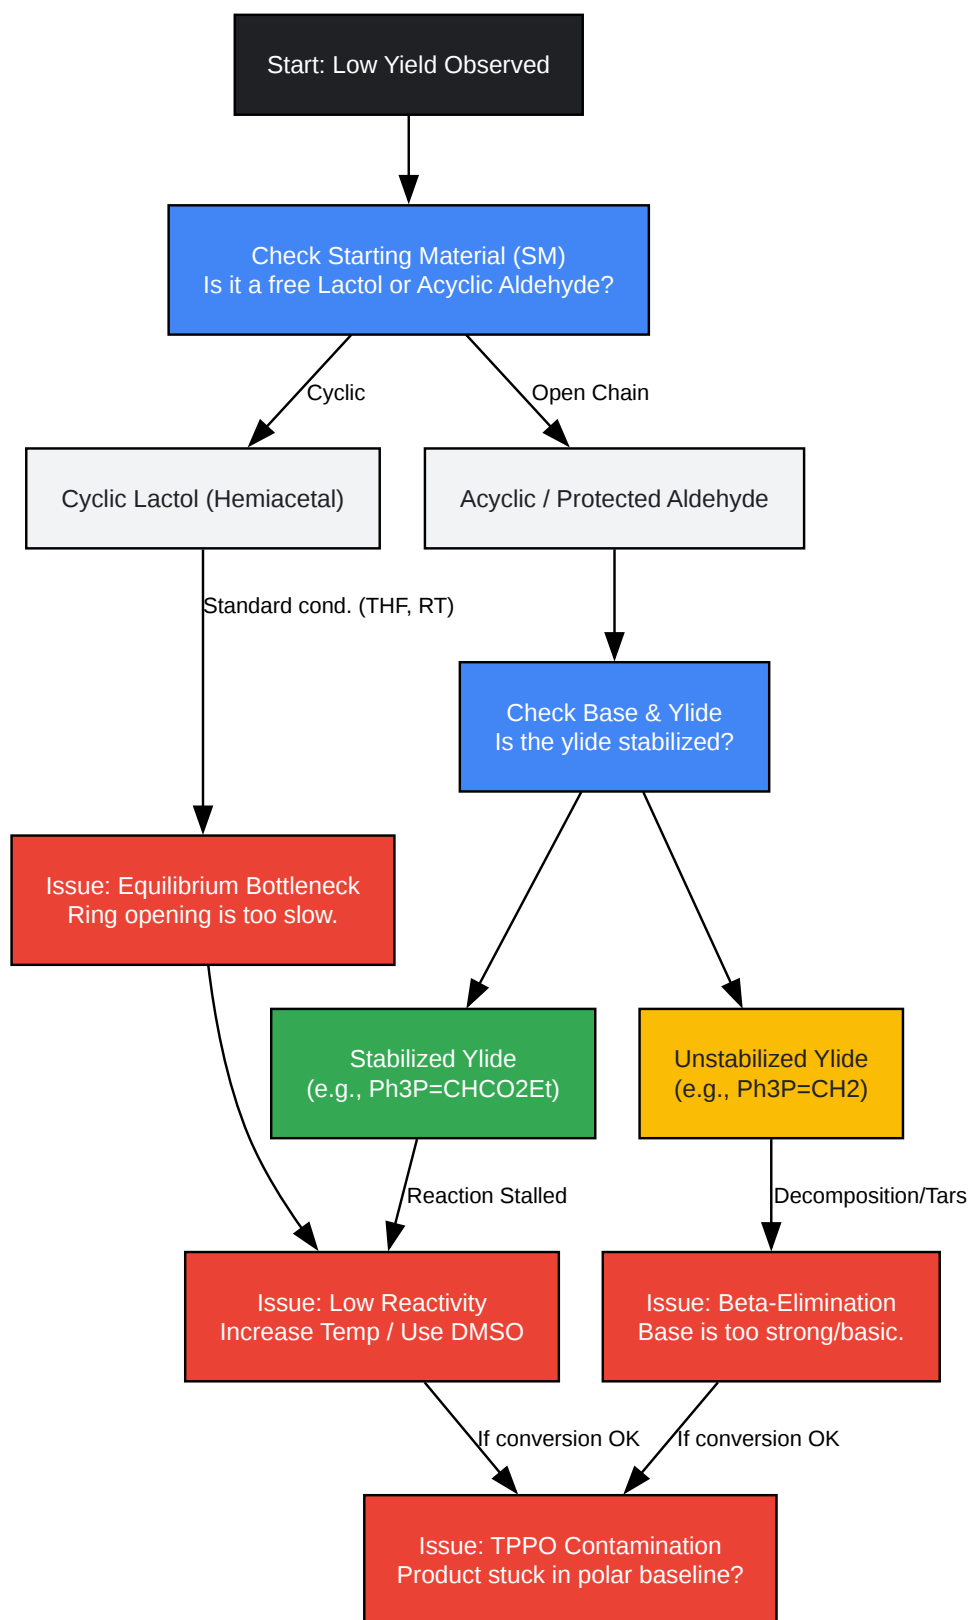 Start: Low Yield Observed
Check Starting Material (SM)
Is it a free Lactol or Acyclic Aldehyde?
Cyclic
Open Chain
Cyclic Lactol (Hemiacetal)
Acyclic / Protected Aldehyde
Standard cond. (THF, RT)
Check Base & Ylide
Is the ylide stabilized?
Issue: Equilibrium Bottleneck
Ring opening is too slow.
Stabilized Ylide
(e.g., Ph3P=CHCO2Et)
Unstabilized Ylide
(e.g., Ph3P=CH2)
Reaction Stalled
Decomposition/Tars
Issue: Low Reactivity
Increase Temp / Use DMSO
Issue: Beta-Elimination
Base is too strong/basic.
If conversion OK
If conversion OK
Issue: TPPO Contamination
Product stuck in polar baseline?